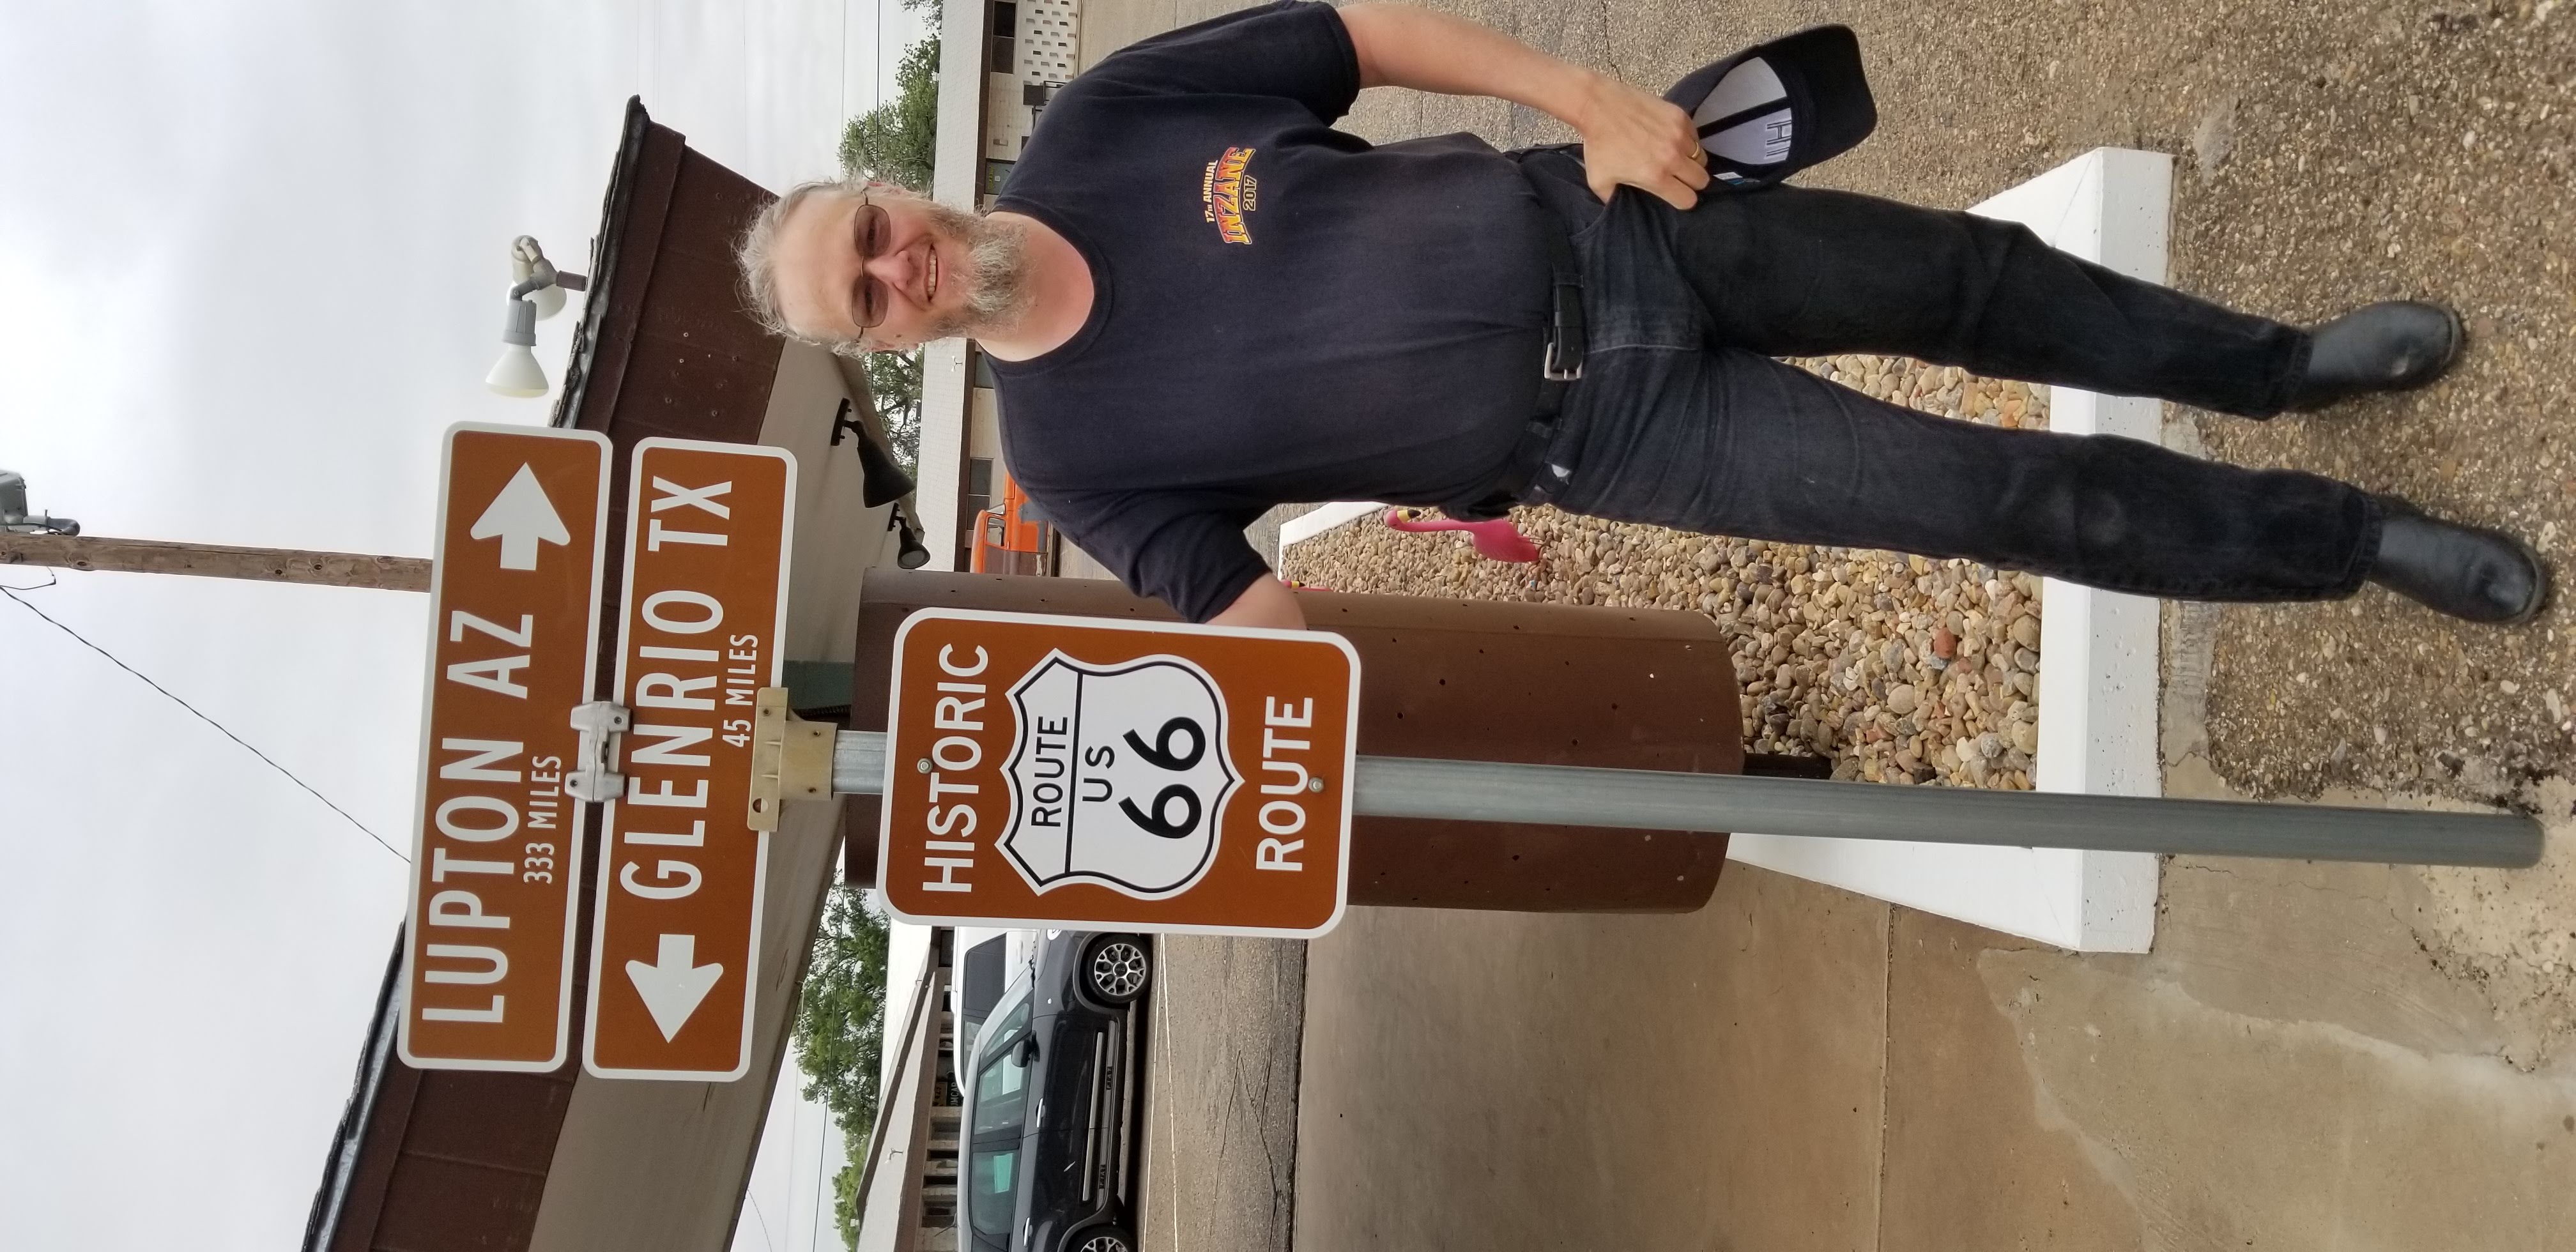 LUPTON AZ
333 MILES
GLENRIO TX
45 MILES
HISTORIC
ROUTE
US
66
ROUTE
17TH ANNUAL
INZANE
2017